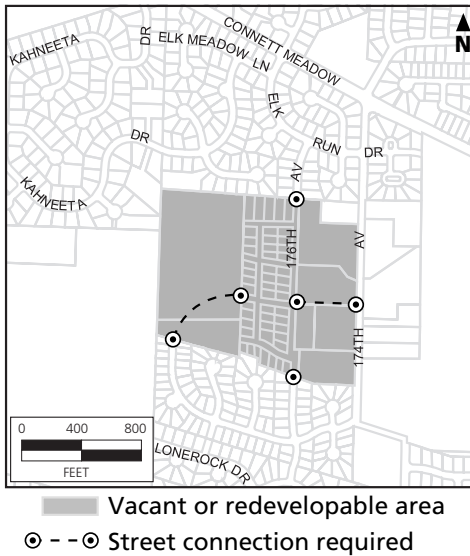 CONNETT MEADOW
N
KAHNEETA
DR
ELK MEADOW LN
ELK
RUN DR
DR
KAHNEETA
AV
176TH
AV
174TH
0 400 800
FEET
LONEROCK DR
Vacant or redevelopable area
Street connection required